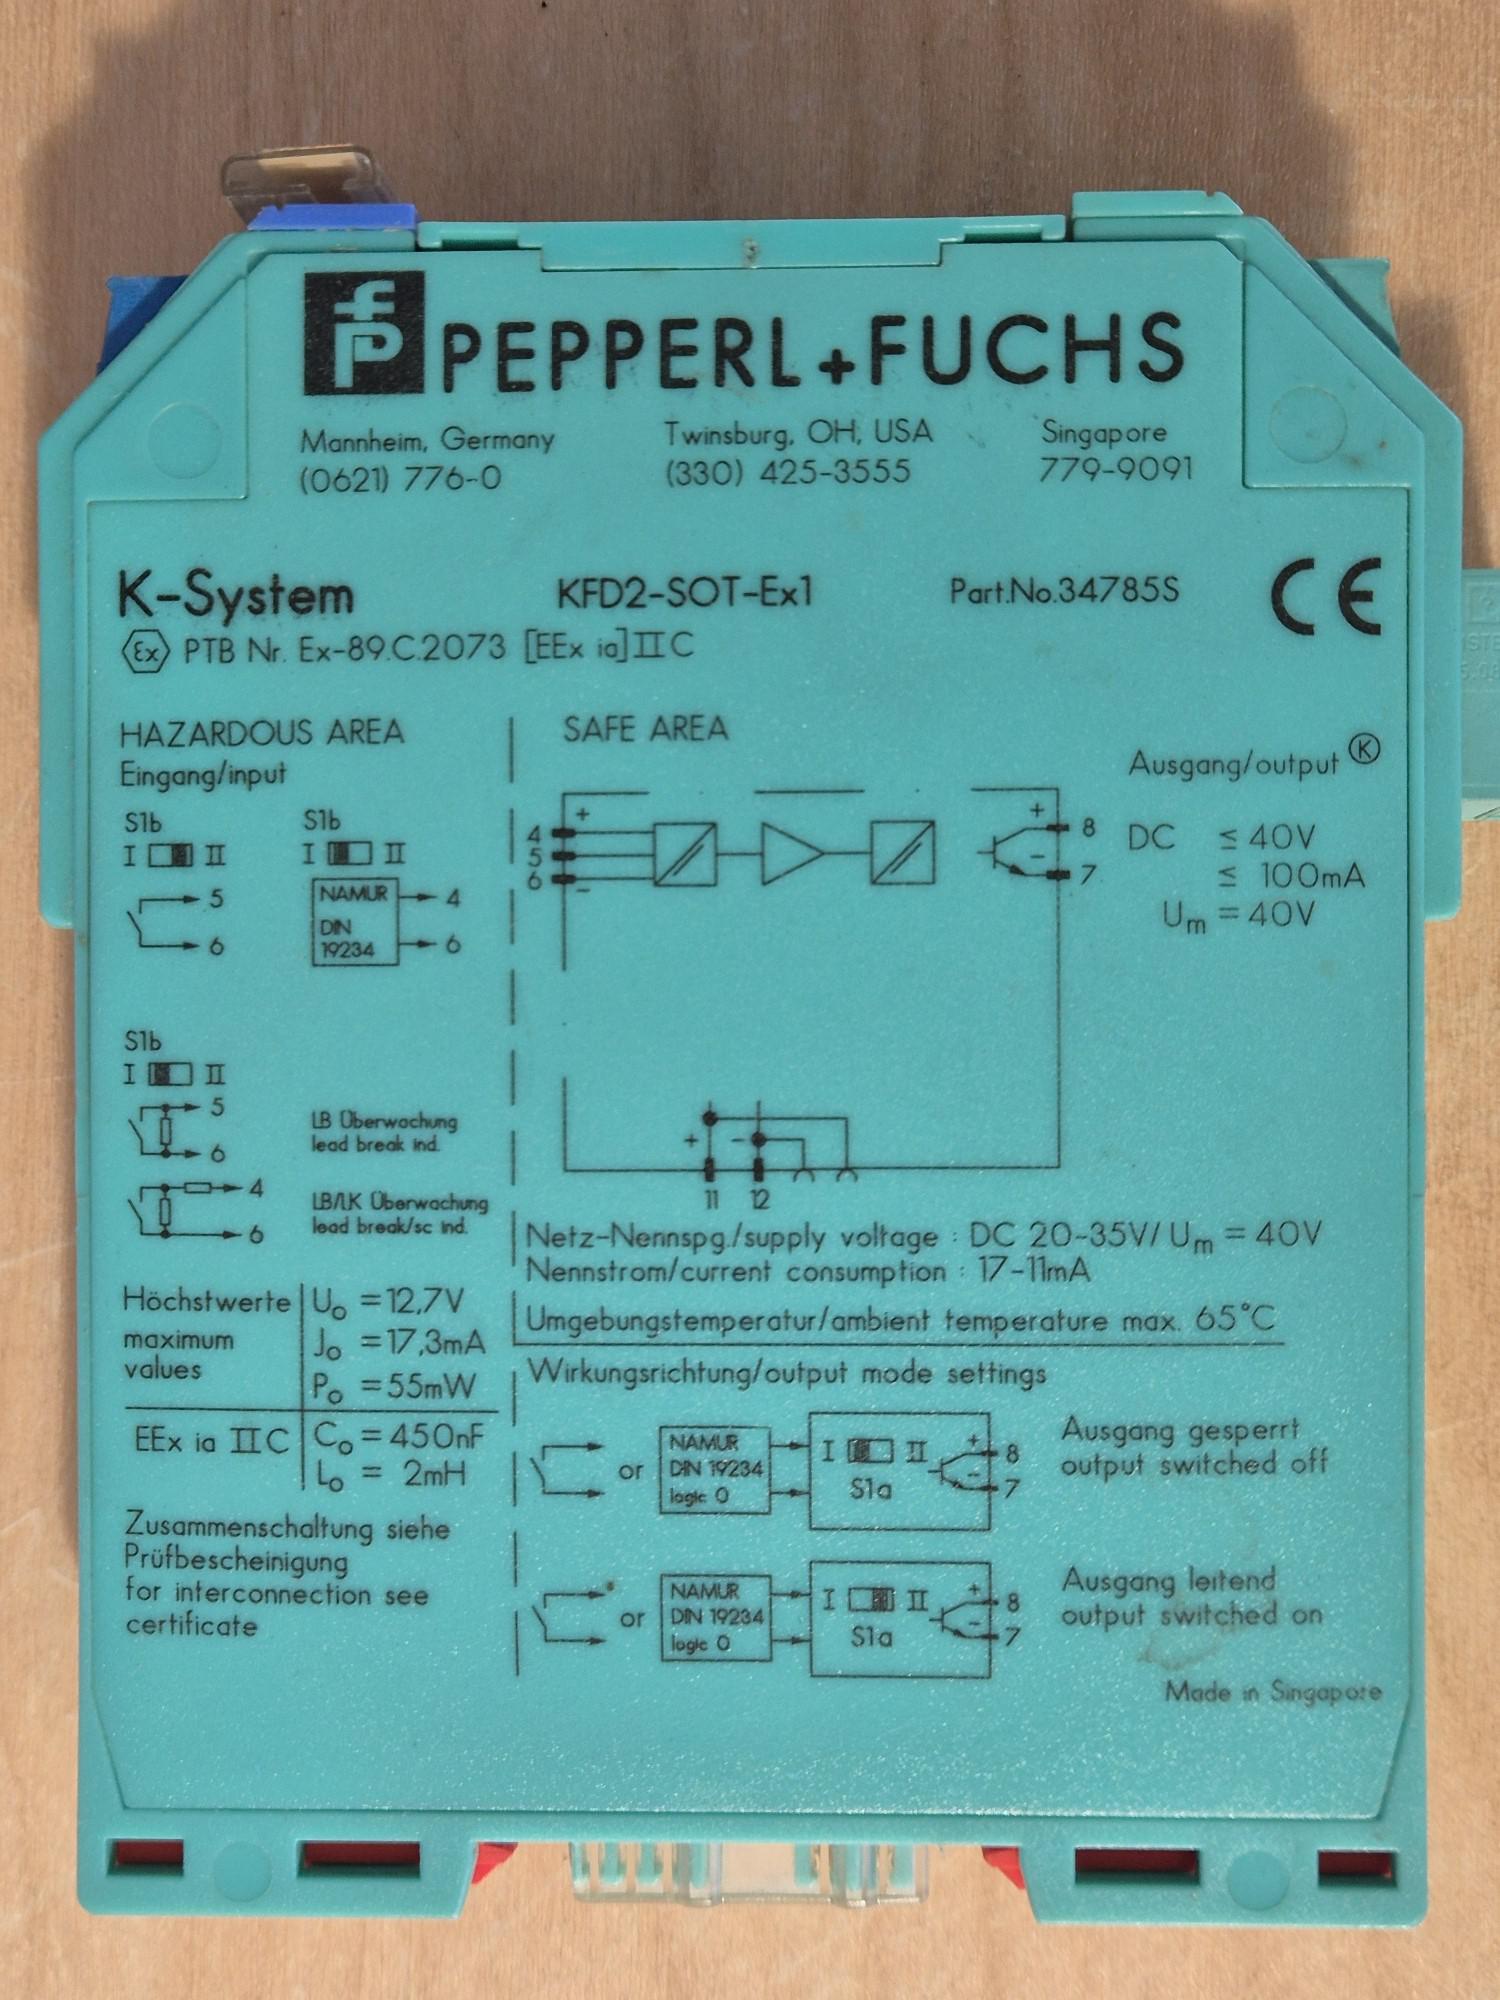 PEPPERL+FUCHS
Mannheim, Germany Twinsburg, OH, USA Singapore
(0621) 776-0 (330) 425-3555 779-9091
K-System KFD2-SOT-Ex1 Part.No.34785S CE
Ex PTB Nr. Ex-89.C.2073 [EEx ia] IIC
HAZARDOUS AREA
Eingang/input
S1b S1b
I II I II
5 NAMUR 4
DIN
6 19234 6
S1b
I II
5
LB Überwachung
lead break ind.
6
4
LB/LK Überwachung
lead break/sc ind.
6
Höchstwerte
maximum
values
U₀ =12,7V
J₀ =17,3mA
P₀ =55mW
EEx ia IIC
C₀ =450nF
L₀ = 2mH
Zusammenschaltung siehe
Prüfbescheinigung
for interconnection see
certificate
SAFE AREA
Ausgang/output Ⓚ
+
4
5
6
-
+
8
-
7
DC ≤ 40V
≤ 100mA
Um = 40V
+ -
11 12
Netz-Nennspg./supply voltage : DC 20-35V/ Um = 40V
Nennstrom/current consumption : 17-11mA
Umgebungstemperatur/ambient temperature max. 65°C
Wirkungsrichtung/output mode settings
or
NAMUR
DIN 19234
logic 0
I II
S1a
+ 8
- 7
Ausgang gesperrt
output switched off
or
NAMUR
DIN 19234
logic 0
I II
S1a
+ 8
- 7
Ausgang leitend
output switched on
Made in Singapore